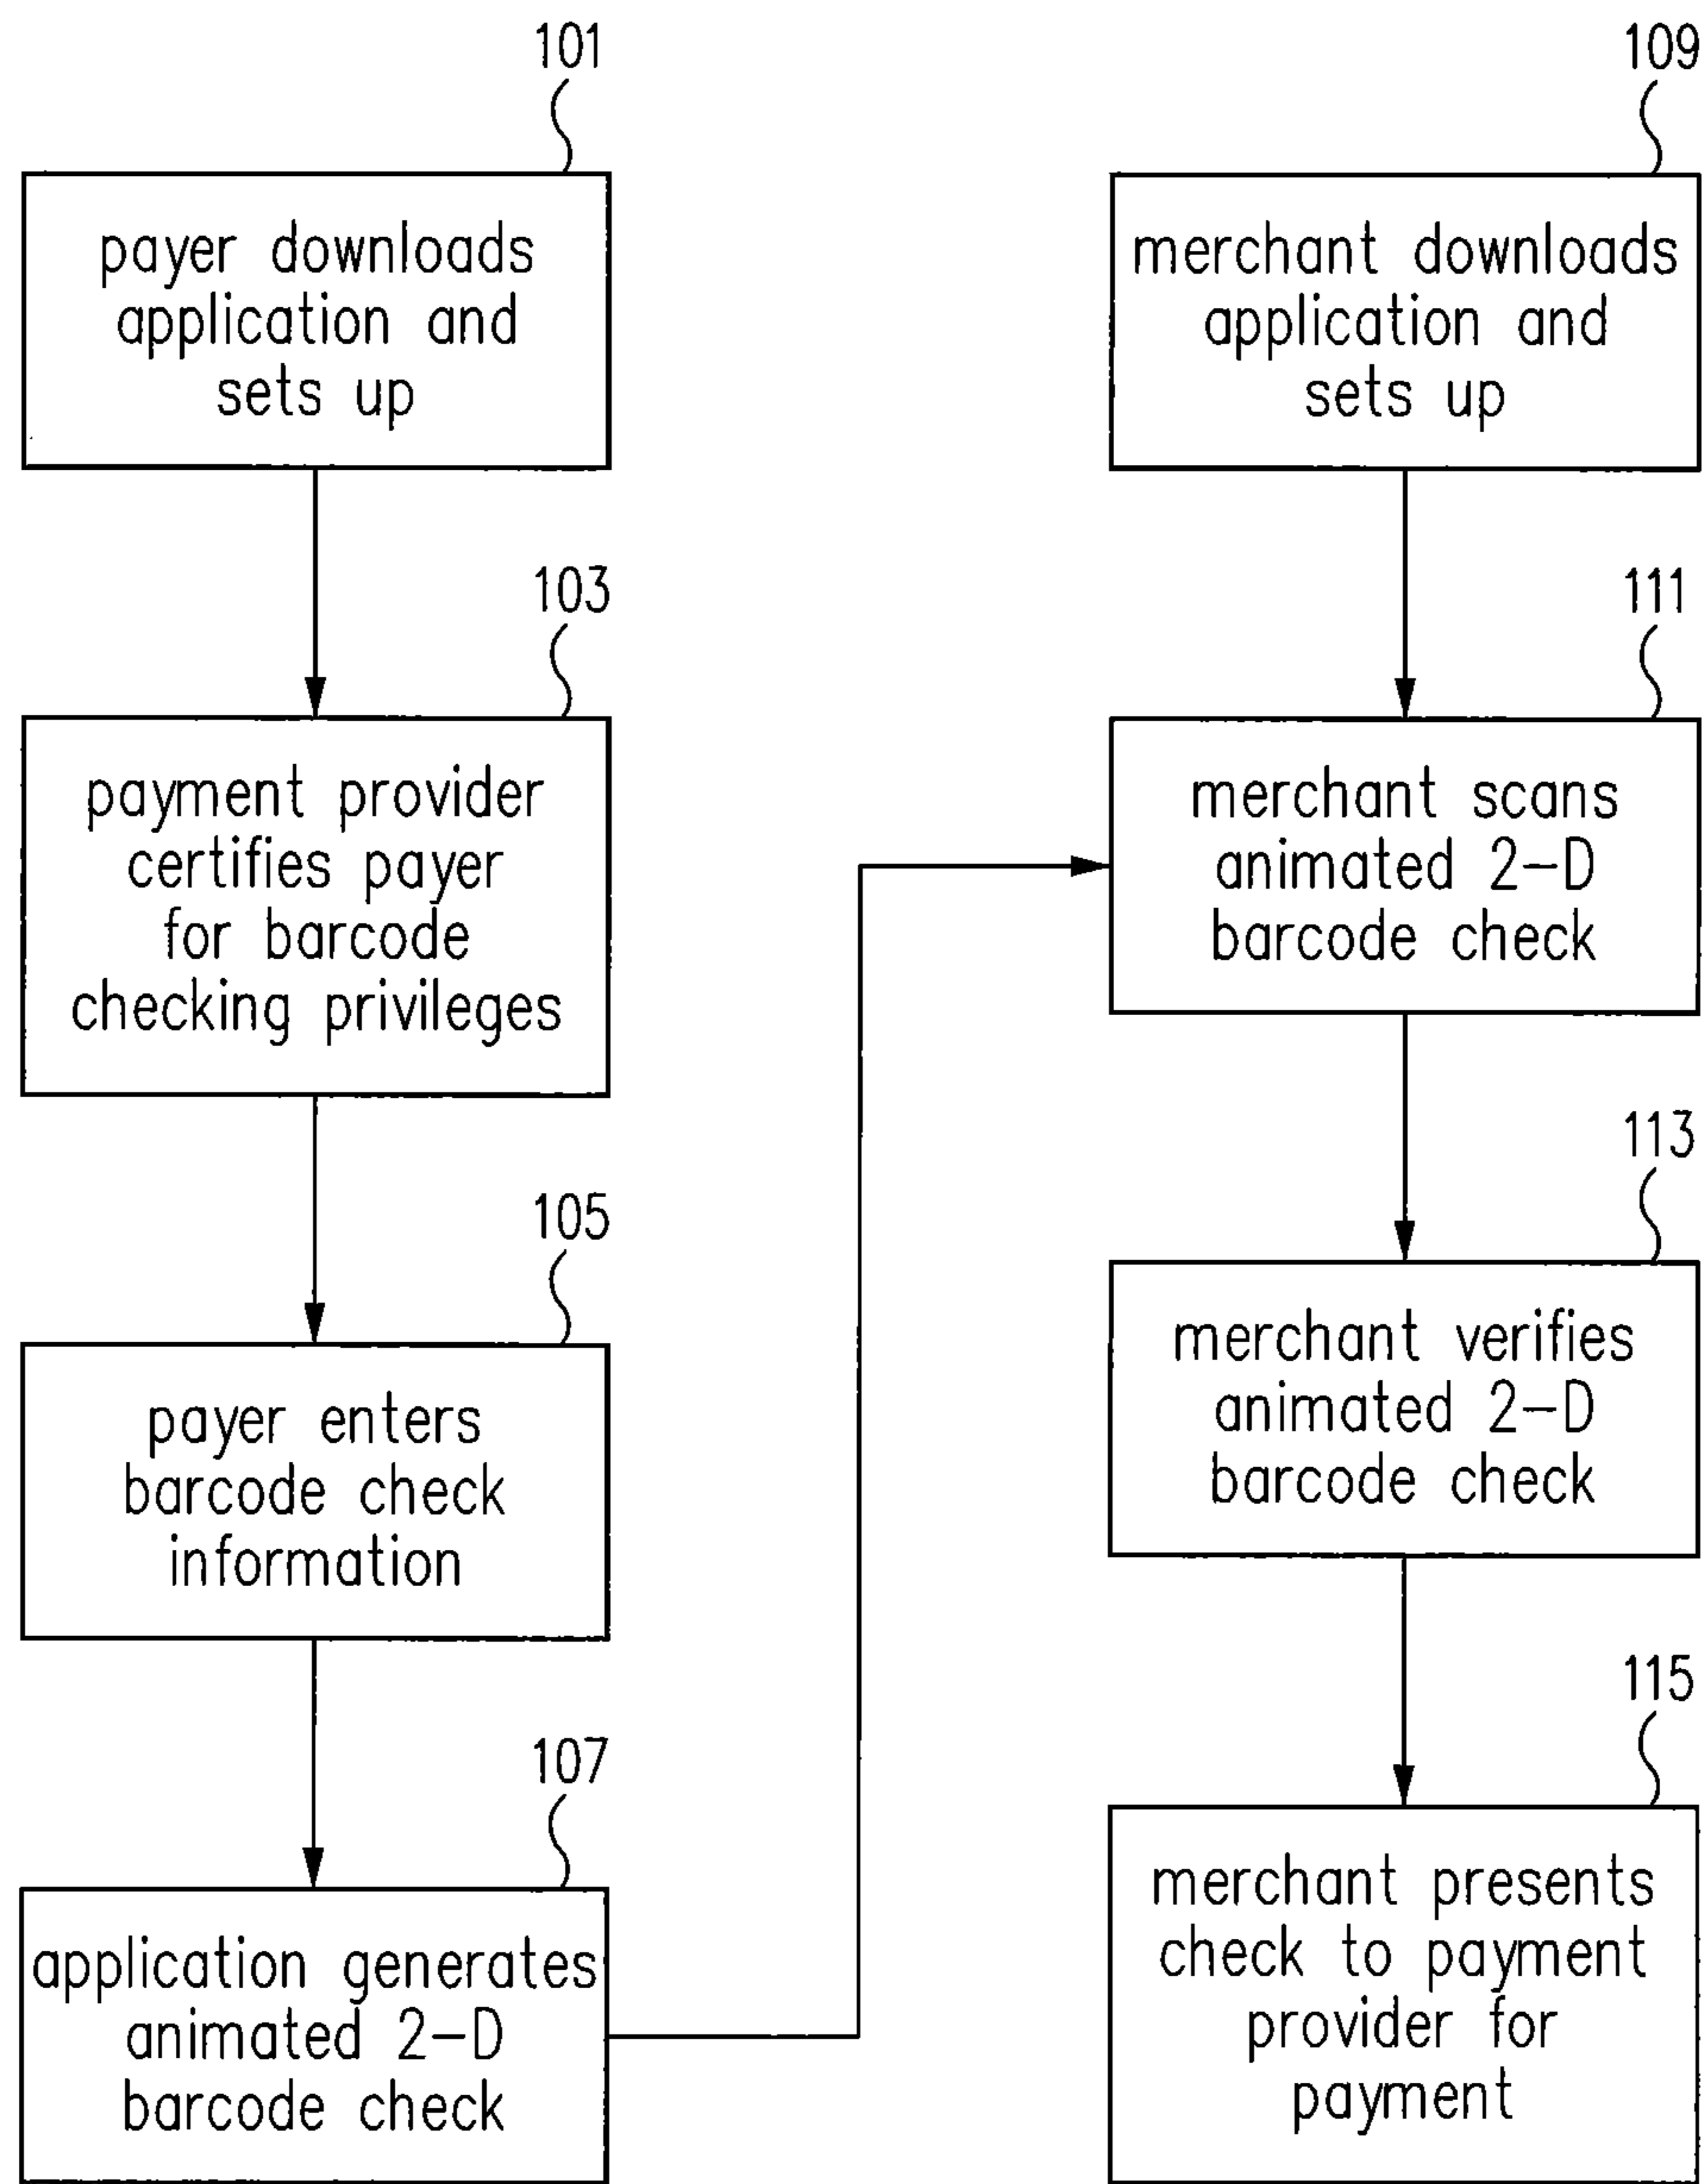 101
payer downloads
application and
sets up
103
payment provider
certifies payer
for barcode
checking privileges
105
payer enters
barcode check
information
107
application generates
animated 2-D
barcode check
109
merchant downloads
application and
sets up
111
merchant scans
animated 2-D
barcode check
113
merchant verifies
animated 2-D
barcode check
115
merchant presents
check to payment
provider for
payment